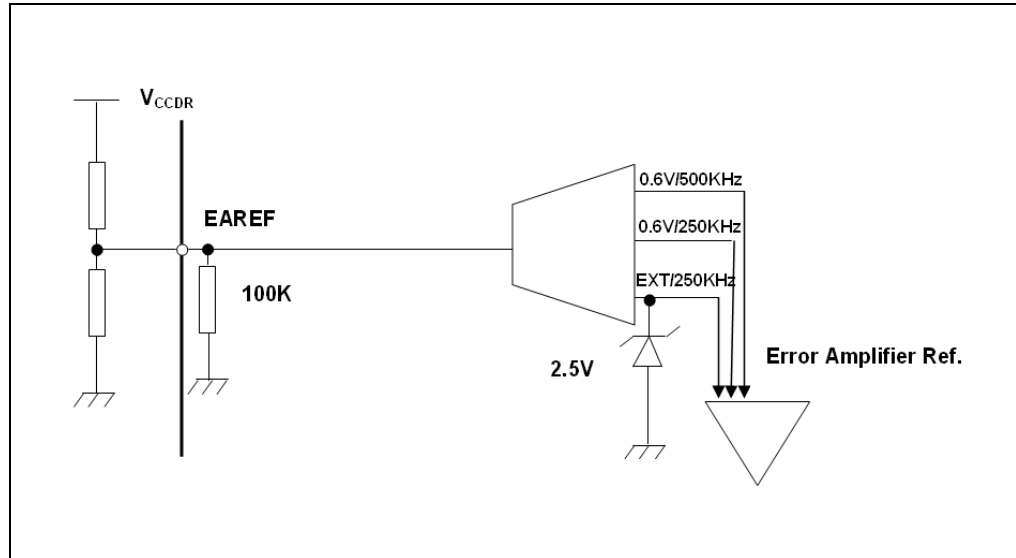 VCCDR
EAREF
100K
0.6V/500KHz
0.6V/250KHz
EXT/250KHz
2.5V
Error Amplifier Ref.